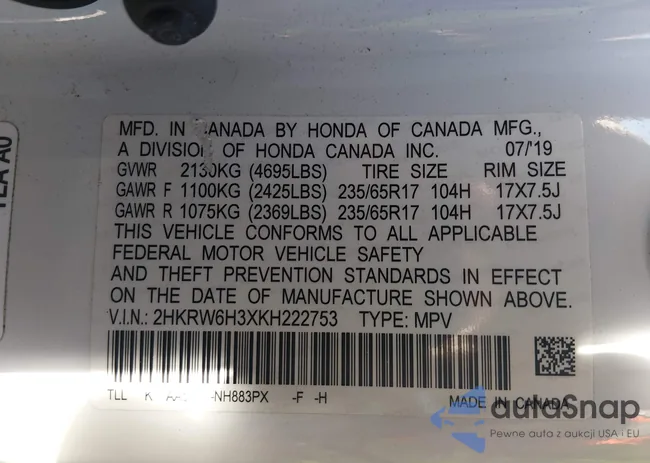 MFD. IN CANADA BY HONDA OF CANADA MFG.,
A DIVISION OF HONDA CANADA INC. 07/'19
GVWR 2130KG (4695LBS) TIRE SIZE RIM SIZE
GAWR F 1100KG (2425LBS) 235/65R17 104H 17X7.5J
GAWR R 1075KG (2369LBS) 235/65R17 104H 17X7.5J
THIS VEHICLE CONFORMS TO ALL APPLICABLE
FEDERAL MOTOR VEHICLE SAFETY
AND THEFT PREVENTION STANDARDS IN EFFECT
ON THE DATE OF MANUFACTURE SHOWN ABOVE.
V.I.N.: 2HKRW6H3XKH222753 TYPE: MPV
TLL -NH883PX -F -H MADE IN CANADA
autoSnap
Pewne auta z aukcji USA i EU